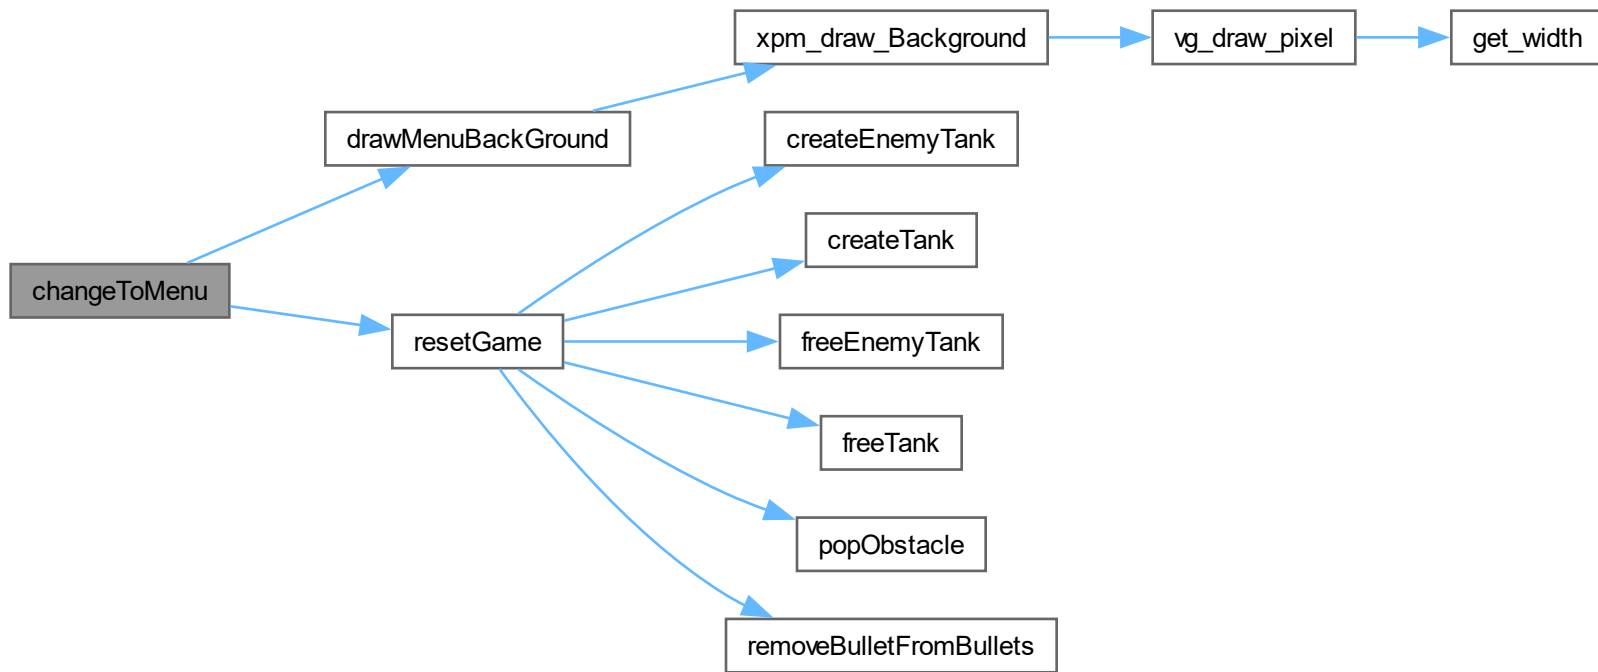 xpm_draw_Background
vg_draw_pixel
get_width
drawMenuBackGround
createEnemyTank
createTank
changeToMenu
resetGame
freeEnemyTank
freeTank
popObstacle
removeBulletFromBullets